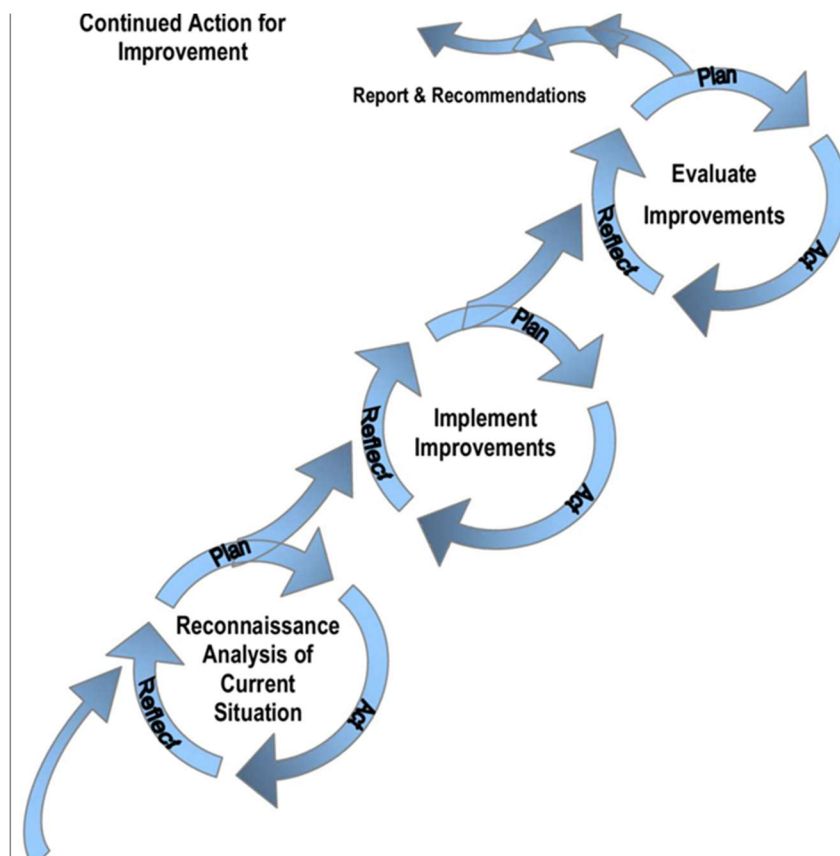 Continued Action for
Improvement
Report & Recommendations
Plan
Evaluate
Improvements
Reflect
Act
Plan
Implement
Improvements
Reflect
Act
Plan
Reconnaissance
Analysis of
Current
Situation
Reflect
Act